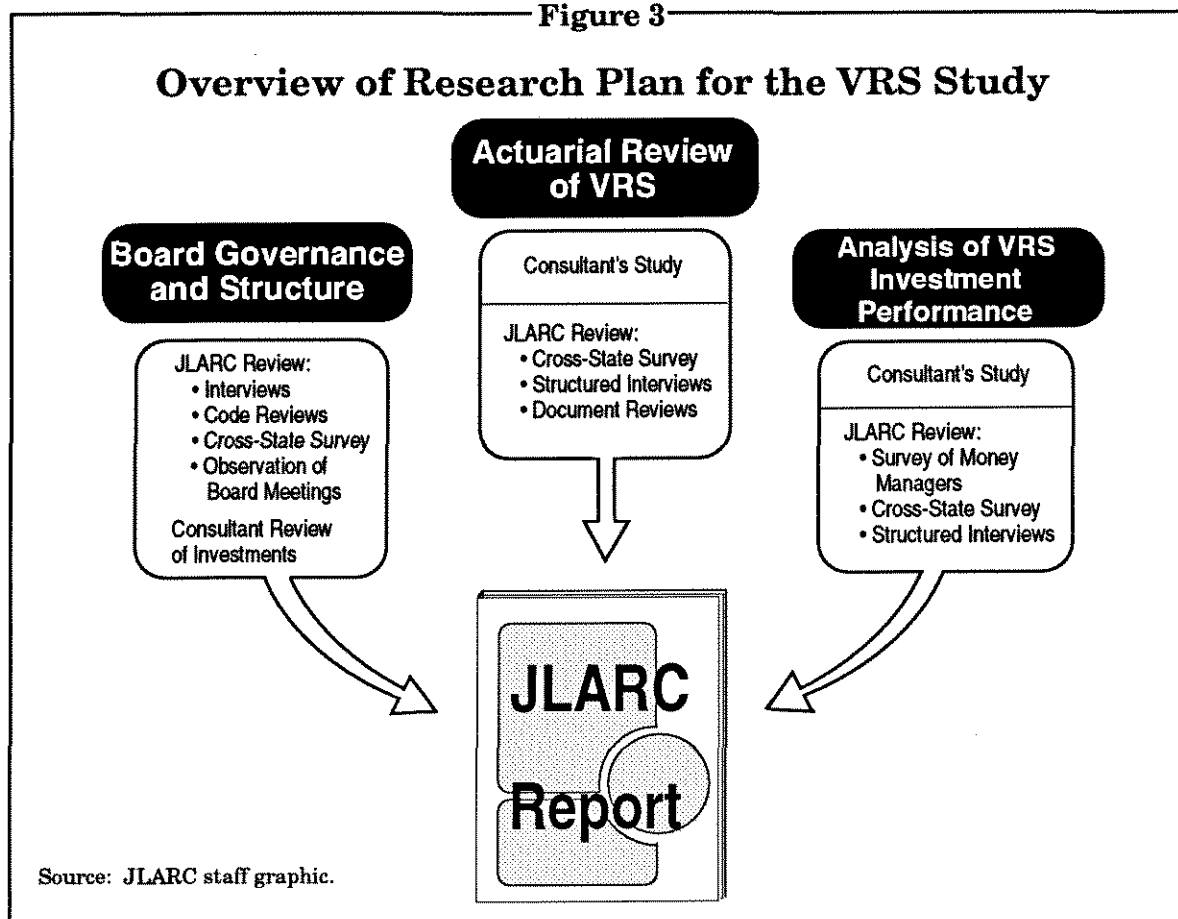 Figure 3
Overview of Research Plan for the VRS Study
Actuarial Review
of VRS
Board Governance
and Structure
Analysis of VRS
Investment
Performance
JLARC Review:
• Interviews
• Code Reviews
• Cross-State Survey
• Observation of
Board Meetings
Consultant Review
of Investments
Consultant's Study
JLARC Review:
• Cross-State Survey
• Structured Interviews
• Document Reviews
Consultant's Study
JLARC Review:
• Survey of Money
Managers
• Cross-State Survey
• Structured Interviews
JLARC
Report
Source: JLARC staff graphic.